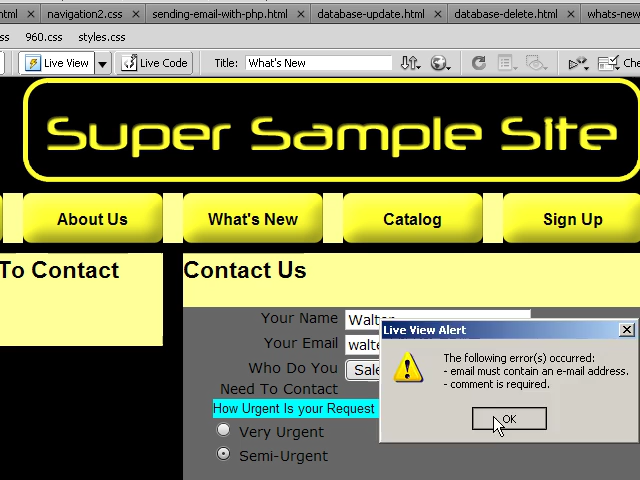 html navigation2.css sending-email-with-php.html database-update.html database-delete.html whats-new
ss 960.css styles.css
Live View Live Code Title: What's New Che
Super Sample Site
About Us What's New Catalog Sign Up
To Contact Contact Us
Your Name Walter
Live View Alert
Your Email walte
The following error(s) occurred:
- email must contain an e-mail address.
- comment is required.
Who Do You Sale
Need To Contact
How Urgent Is your Request
OK
Very Urgent
Semi-Urgent